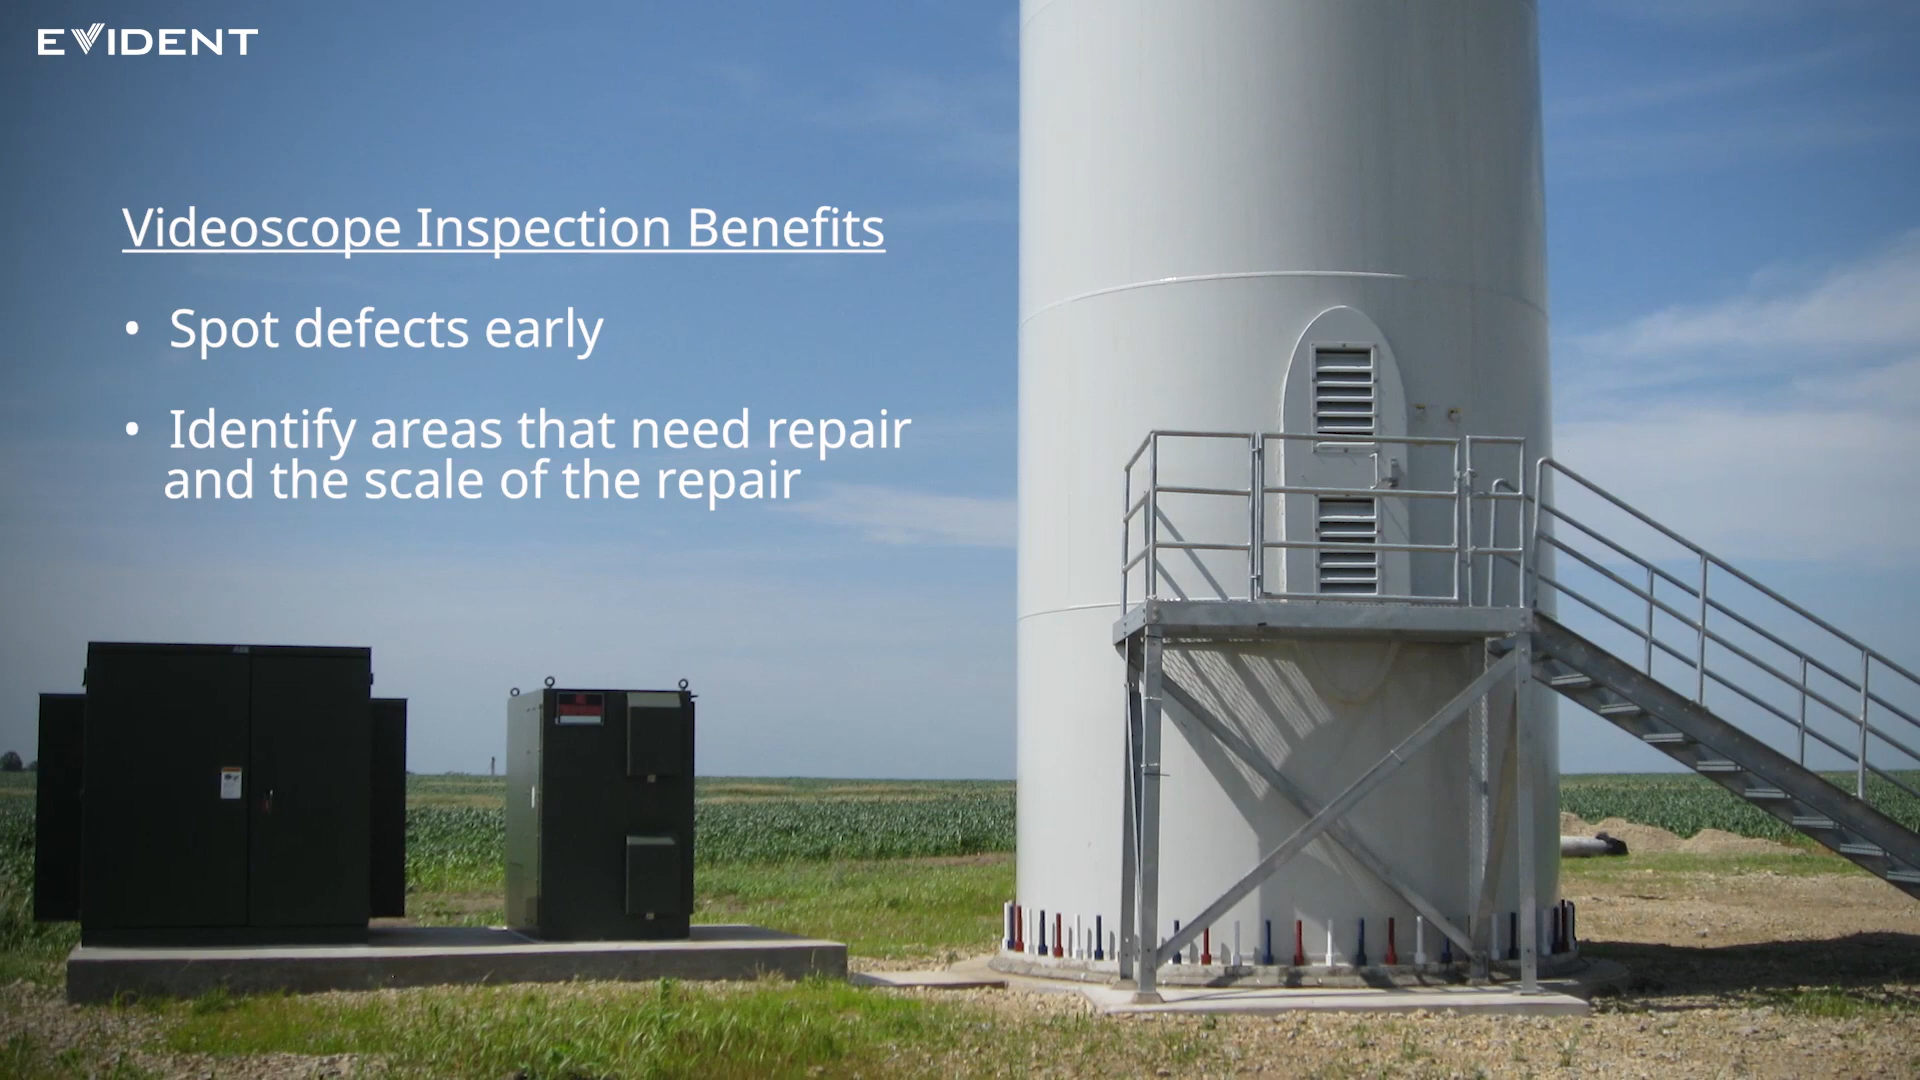 EVIDENT
Videoscope Inspection Benefits
• Spot defects early
• Identify areas that need repair
and the scale of the repair